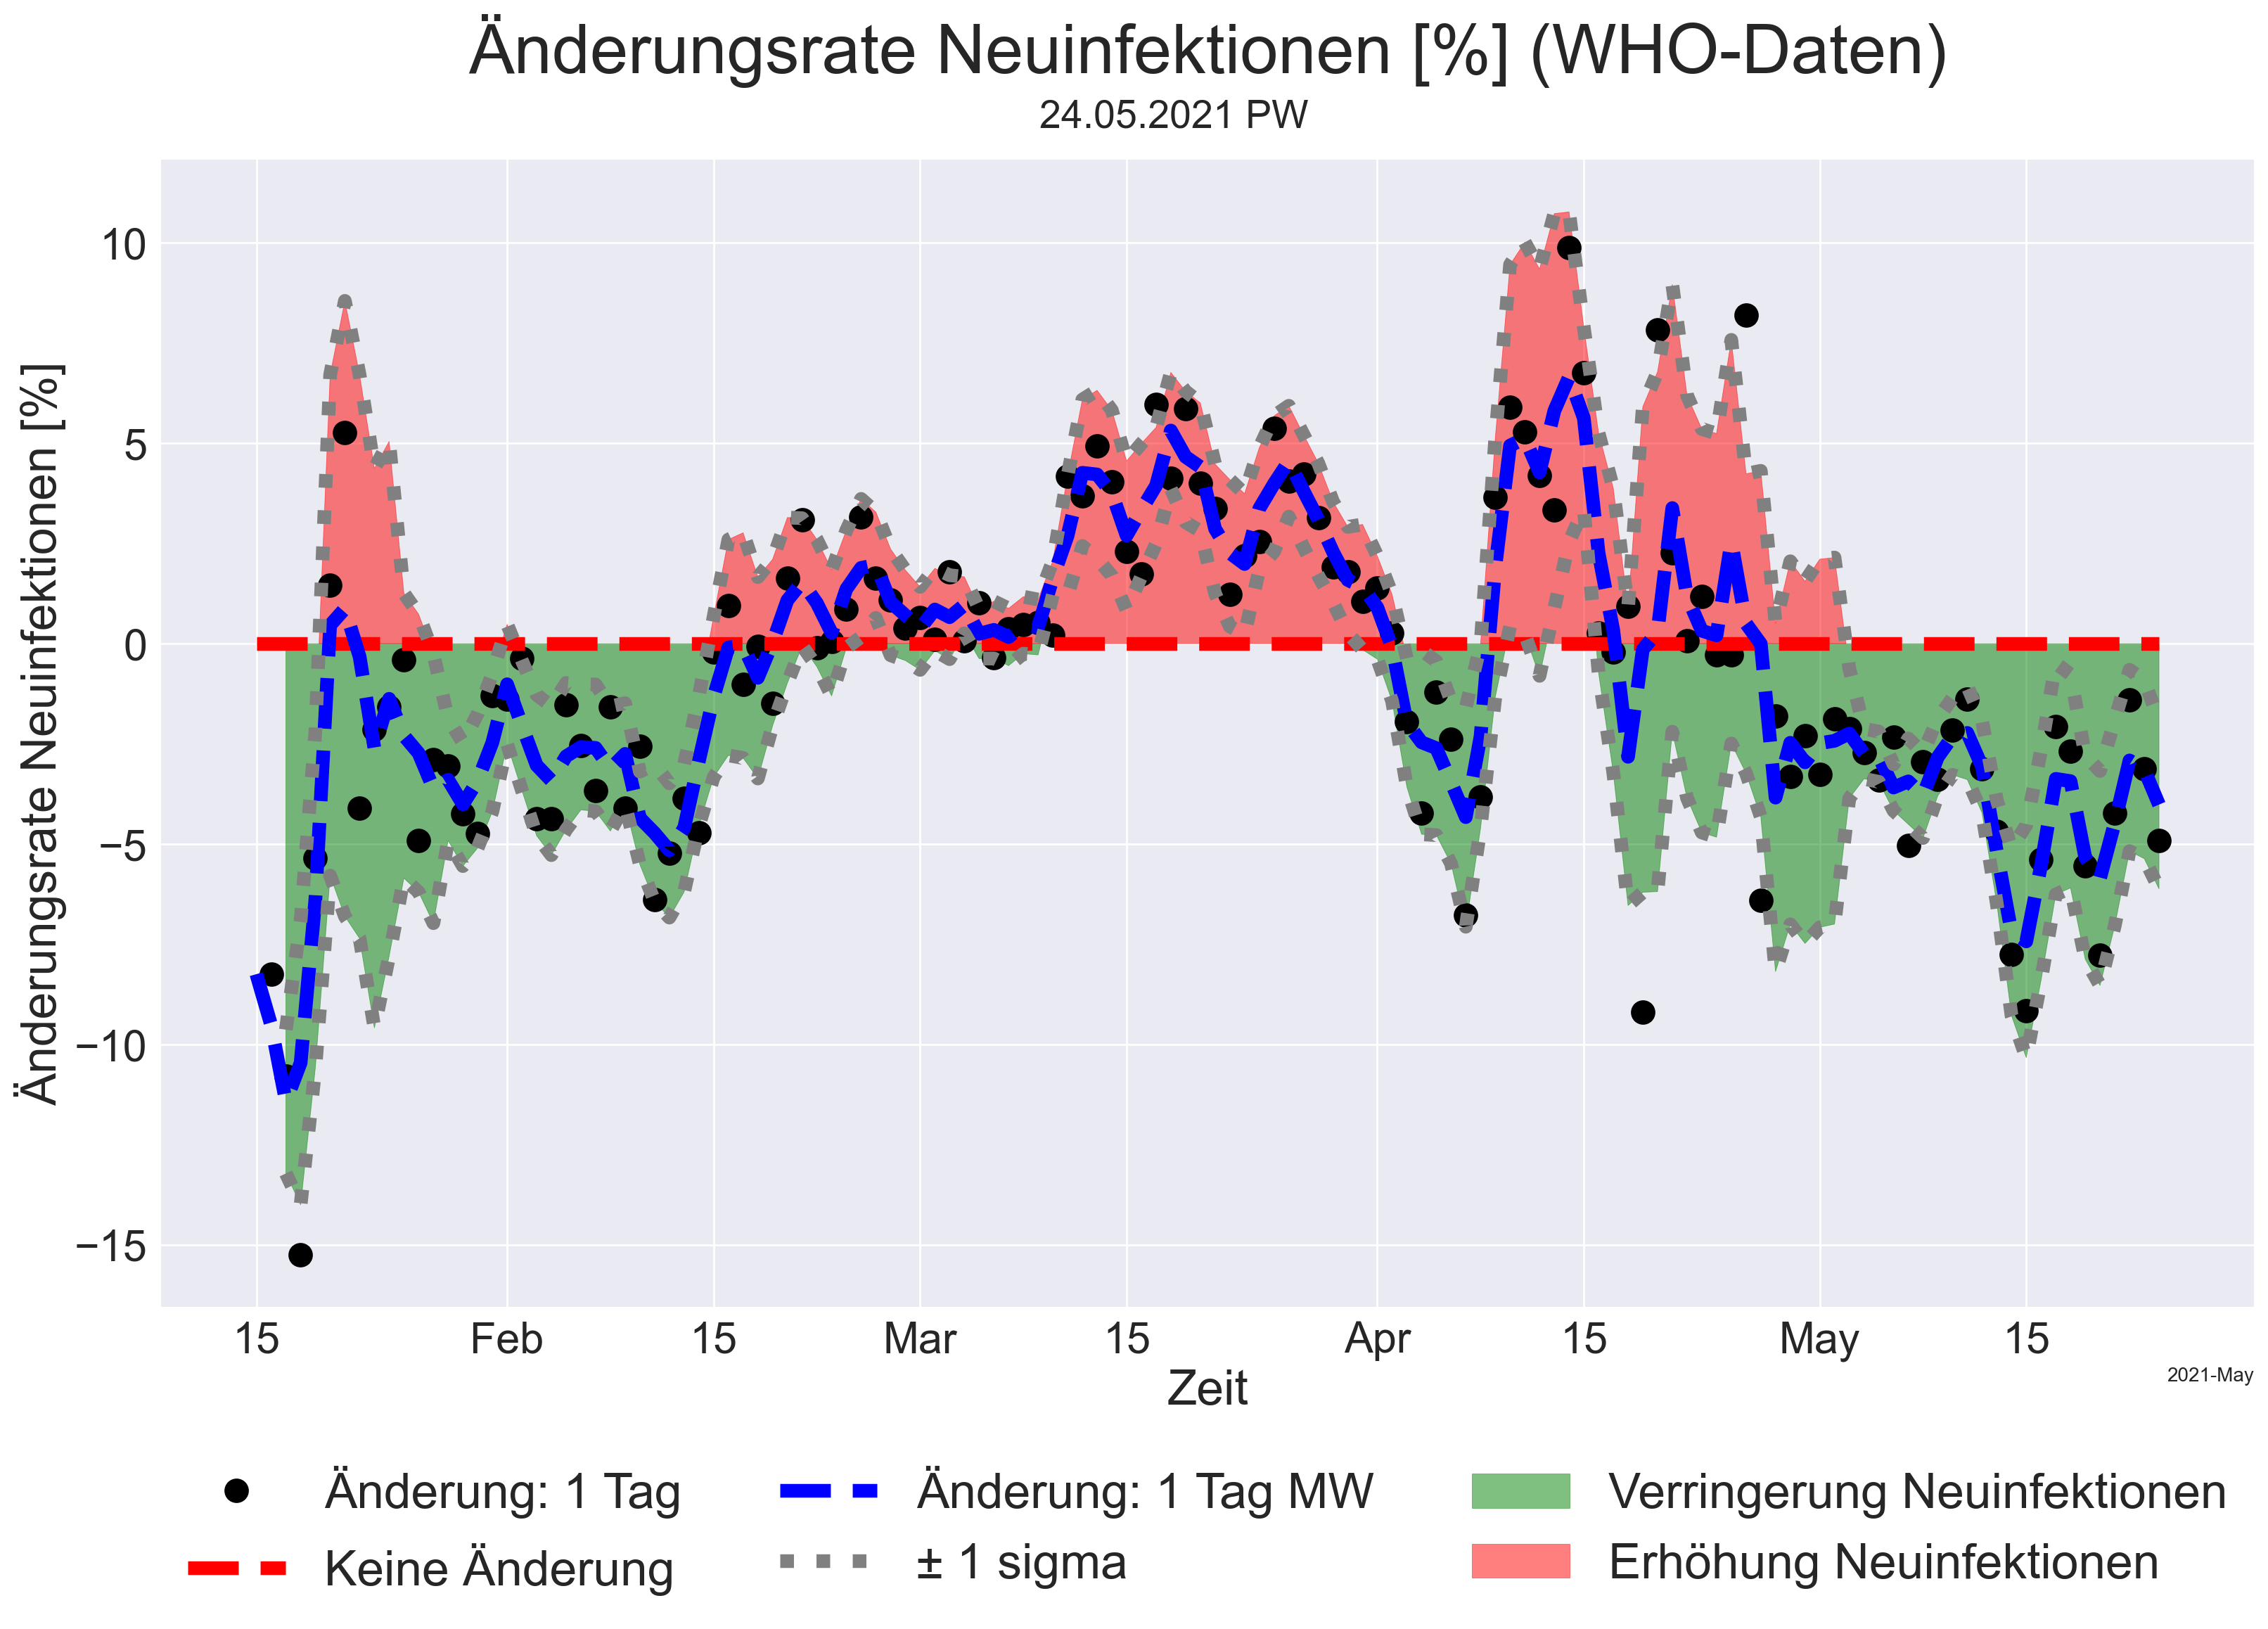 Änderungsrate Neuinfektionen [%] (WHO-Daten)
24.05.2021 PW
Änderungsrate Neuinfektionen [%]
10
5
0
−5
−10
−15
15 Feb 15 Mar 15 Apr 15 May 15
Zeit
2021-May
Änderung: 1 Tag
Keine Änderung
Änderung: 1 Tag MW
± 1 sigma
Verringerung Neuinfektionen
Erhöhung Neuinfektionen